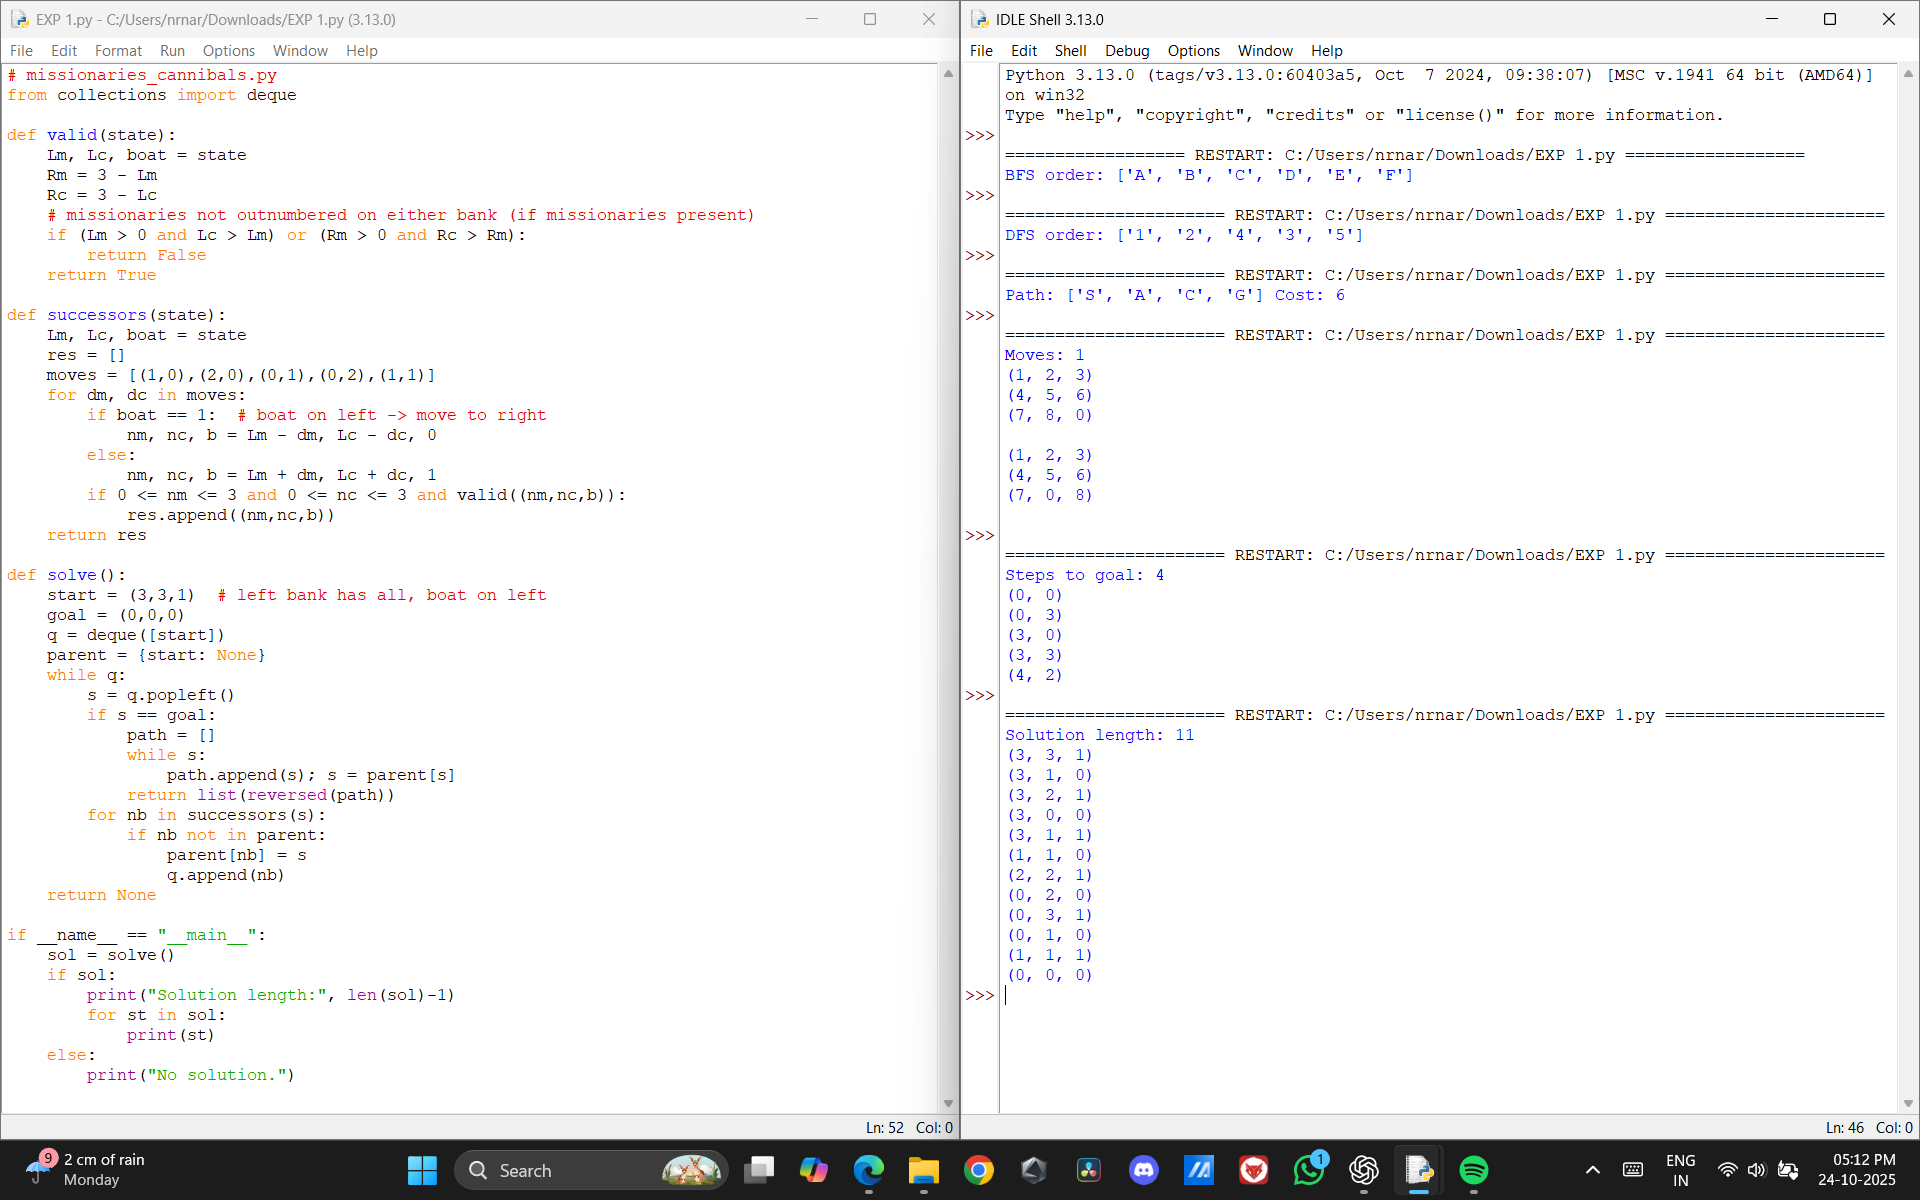 EXP 1.py - C:/Users/nrnar/Downloads/EXP 1.py (3.13.0)
File Edit Format Run Options Window Help
# missionaries_cannibals.py
from collections import deque

def valid(state):
    Lm, Lc, boat = state
    Rm = 3 - Lm
    Rc = 3 - Lc
    # missionaries not outnumbered on either bank (if missionaries present)
    if (Lm > 0 and Lc > Lm) or (Rm > 0 and Rc > Rm):
        return False
    return True

def successors(state):
    Lm, Lc, boat = state
    res = []
    moves = [(1,0),(2,0),(0,1),(0,2),(1,1)]
    for dm, dc in moves:
        if boat == 1:  # boat on left -> move to right
            nm, nc, b = Lm - dm, Lc - dc, 0
        else:
            nm, nc, b = Lm + dm, Lc + dc, 1
        if 0 <= nm <= 3 and 0 <= nc <= 3 and valid((nm,nc,b)):
            res.append((nm,nc,b))
    return res

def solve():
    start = (3,3,1)  # left bank has all, boat on left
    goal = (0,0,0)
    q = deque([start])
    parent = {start: None}
    while q:
        s = q.popleft()
        if s == goal:
            path = []
            while s:
                path.append(s); s = parent[s]
            return list(reversed(path))
        for nb in successors(s):
            if nb not in parent:
                parent[nb] = s
                q.append(nb)
    return None

if __name__ == "__main__":
    sol = solve()
    if sol:
        print("Solution length:", len(sol)-1)
        for st in sol:
            print(st)
    else:
        print("No solution.")
Ln: 52 Col: 0
IDLE Shell 3.13.0
File Edit Shell Debug Options Window Help
Python 3.13.0 (tags/v3.13.0:60403a5, Oct  7 2024, 09:38:07) [MSC v.1941 64 bit (AMD64)]
on win32
Type "help", "copyright", "credits" or "license()" for more information.
>>>
================== RESTART: C:/Users/nrnar/Downloads/EXP 1.py ==================
BFS order: ['A', 'B', 'C', 'D', 'E', 'F']
>>>
====================== RESTART: C:/Users/nrnar/Downloads/EXP 1.py ======================
DFS order: ['1', '2', '4', '3', '5']
>>>
====================== RESTART: C:/Users/nrnar/Downloads/EXP 1.py ======================
Path: ['S', 'A', 'C', 'G'] Cost: 6
>>>
====================== RESTART: C:/Users/nrnar/Downloads/EXP 1.py ======================
Moves: 1
(1, 2, 3)
(4, 5, 6)
(7, 8, 0)

(1, 2, 3)
(4, 5, 6)
(7, 0, 8)

>>>
====================== RESTART: C:/Users/nrnar/Downloads/EXP 1.py ======================
Steps to goal: 4
(0, 0)
(0, 3)
(3, 0)
(3, 3)
(4, 2)
>>>
====================== RESTART: C:/Users/nrnar/Downloads/EXP 1.py ======================
Solution length: 11
(3, 3, 1)
(3, 1, 0)
(3, 2, 1)
(3, 0, 0)
(3, 1, 1)
(1, 1, 0)
(2, 2, 1)
(0, 2, 0)
(0, 3, 1)
(0, 1, 0)
(1, 1, 1)
(0, 0, 0)
>>>
Ln: 46 Col: 0
9
2 cm of rain
Monday
Search
1
ENG
IN
05:12 PM
24-10-2025